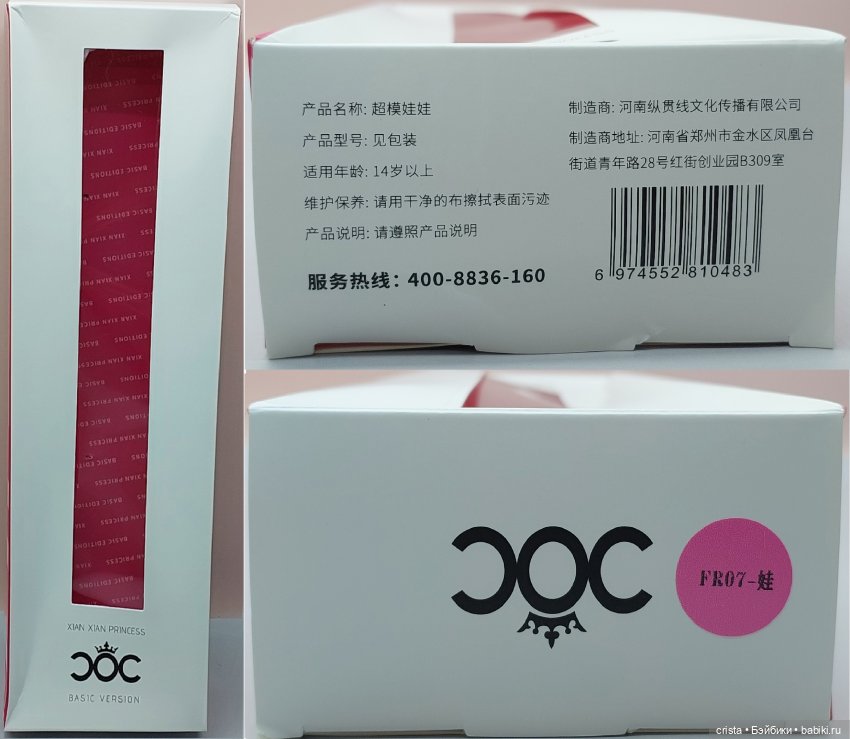 XIAN XIAN PRINCESS
COC
BASIC VERSION
产品名称: 超模娃娃
产品型号: 见包装
适用年龄: 14岁以上
维护保养: 请用干净的布擦拭表面污迹
产品说明: 请遵照产品说明
服务热线: 400-8836-160
制造商: 河南纵贯线文化传播有限公司
制造商地址: 河南省郑州市金水区凤凰台
街道青年路28号红街创业园B309室
6 974552 810483
COC
FR07-娃
crista • Бэйбики • babiki.ru